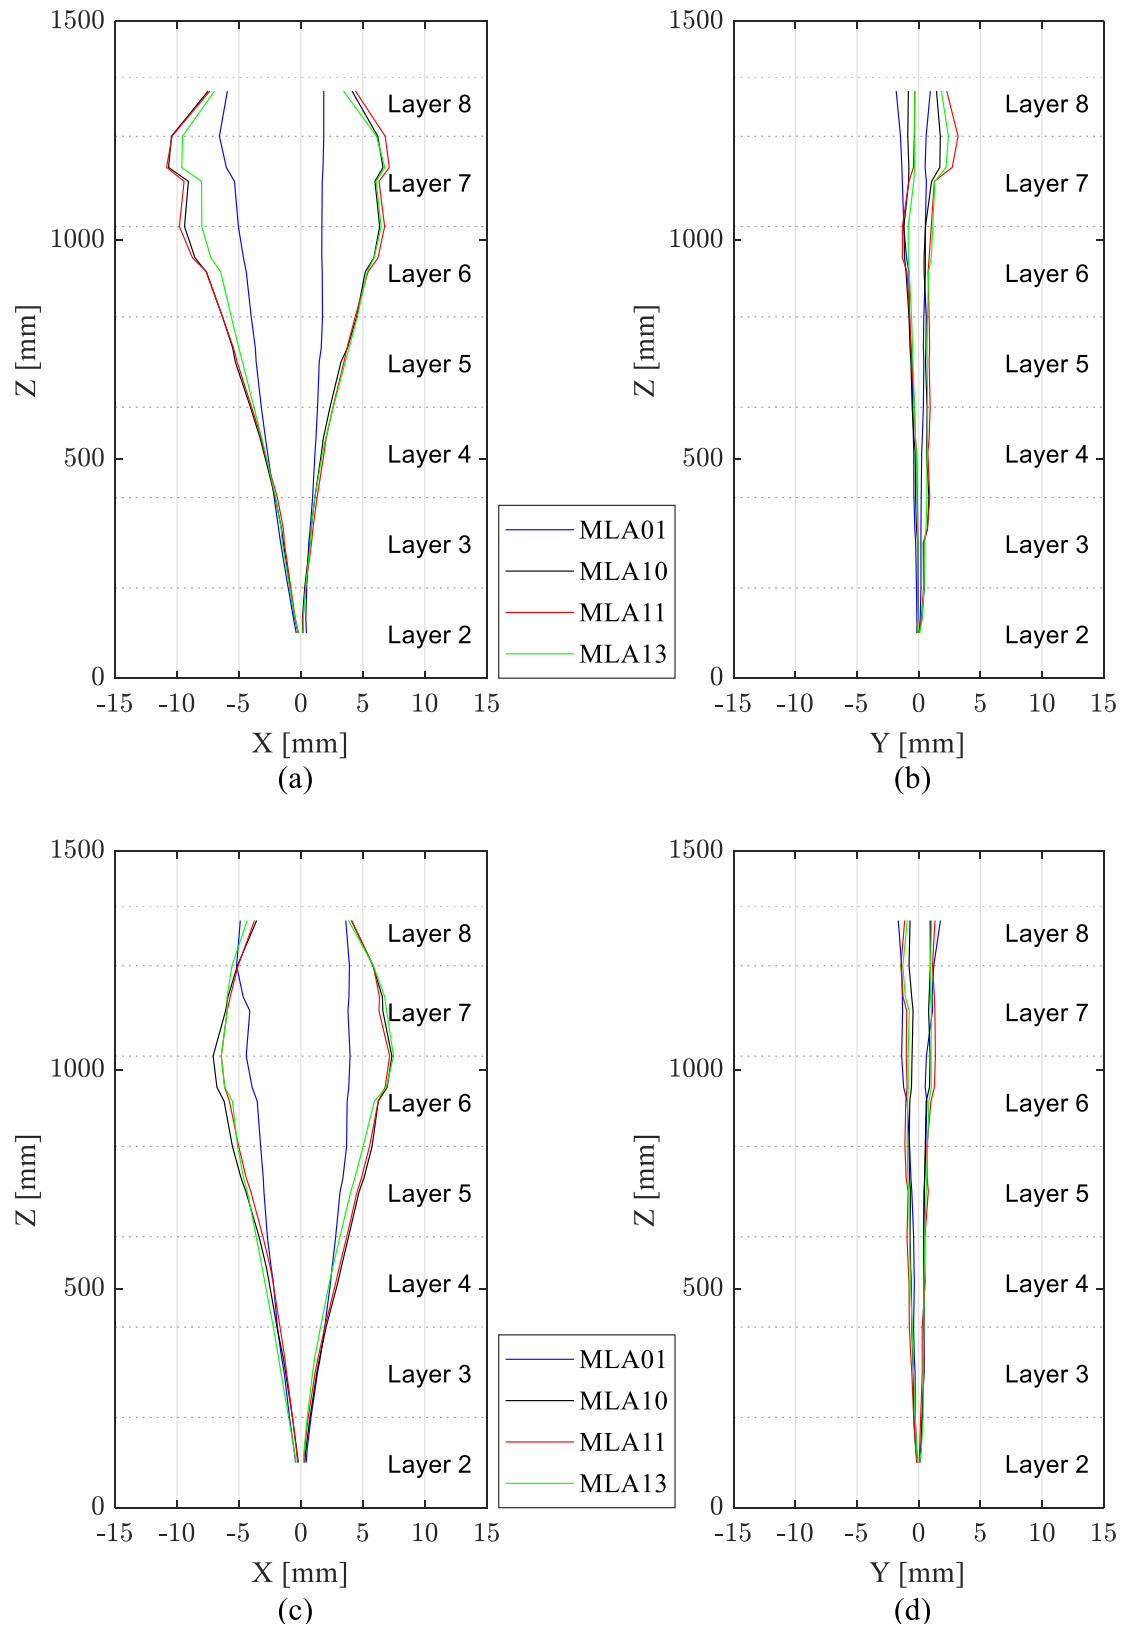 1500
1000
500
0
Z [mm]
Layer 8
Layer 7
Layer 6
Layer 5
Layer 4
Layer 3
Layer 2
-15 -10 -5 0 5 10 15
X [mm]
(a)
MLA01
MLA10
MLA11
MLA13
1500
1000
500
0
Z [mm]
Layer 8
Layer 7
Layer 6
Layer 5
Layer 4
Layer 3
Layer 2
-15 -10 -5 0 5 10 15
Y [mm]
(b)
1500
1000
500
0
Z [mm]
Layer 8
Layer 7
Layer 6
Layer 5
Layer 4
Layer 3
Layer 2
-15 -10 -5 0 5 10 15
X [mm]
(c)
MLA01
MLA10
MLA11
MLA13
1500
1000
500
0
Z [mm]
Layer 8
Layer 7
Layer 6
Layer 5
Layer 4
Layer 3
Layer 2
-15 -10 -5 0 5 10 15
Y [mm]
(d)